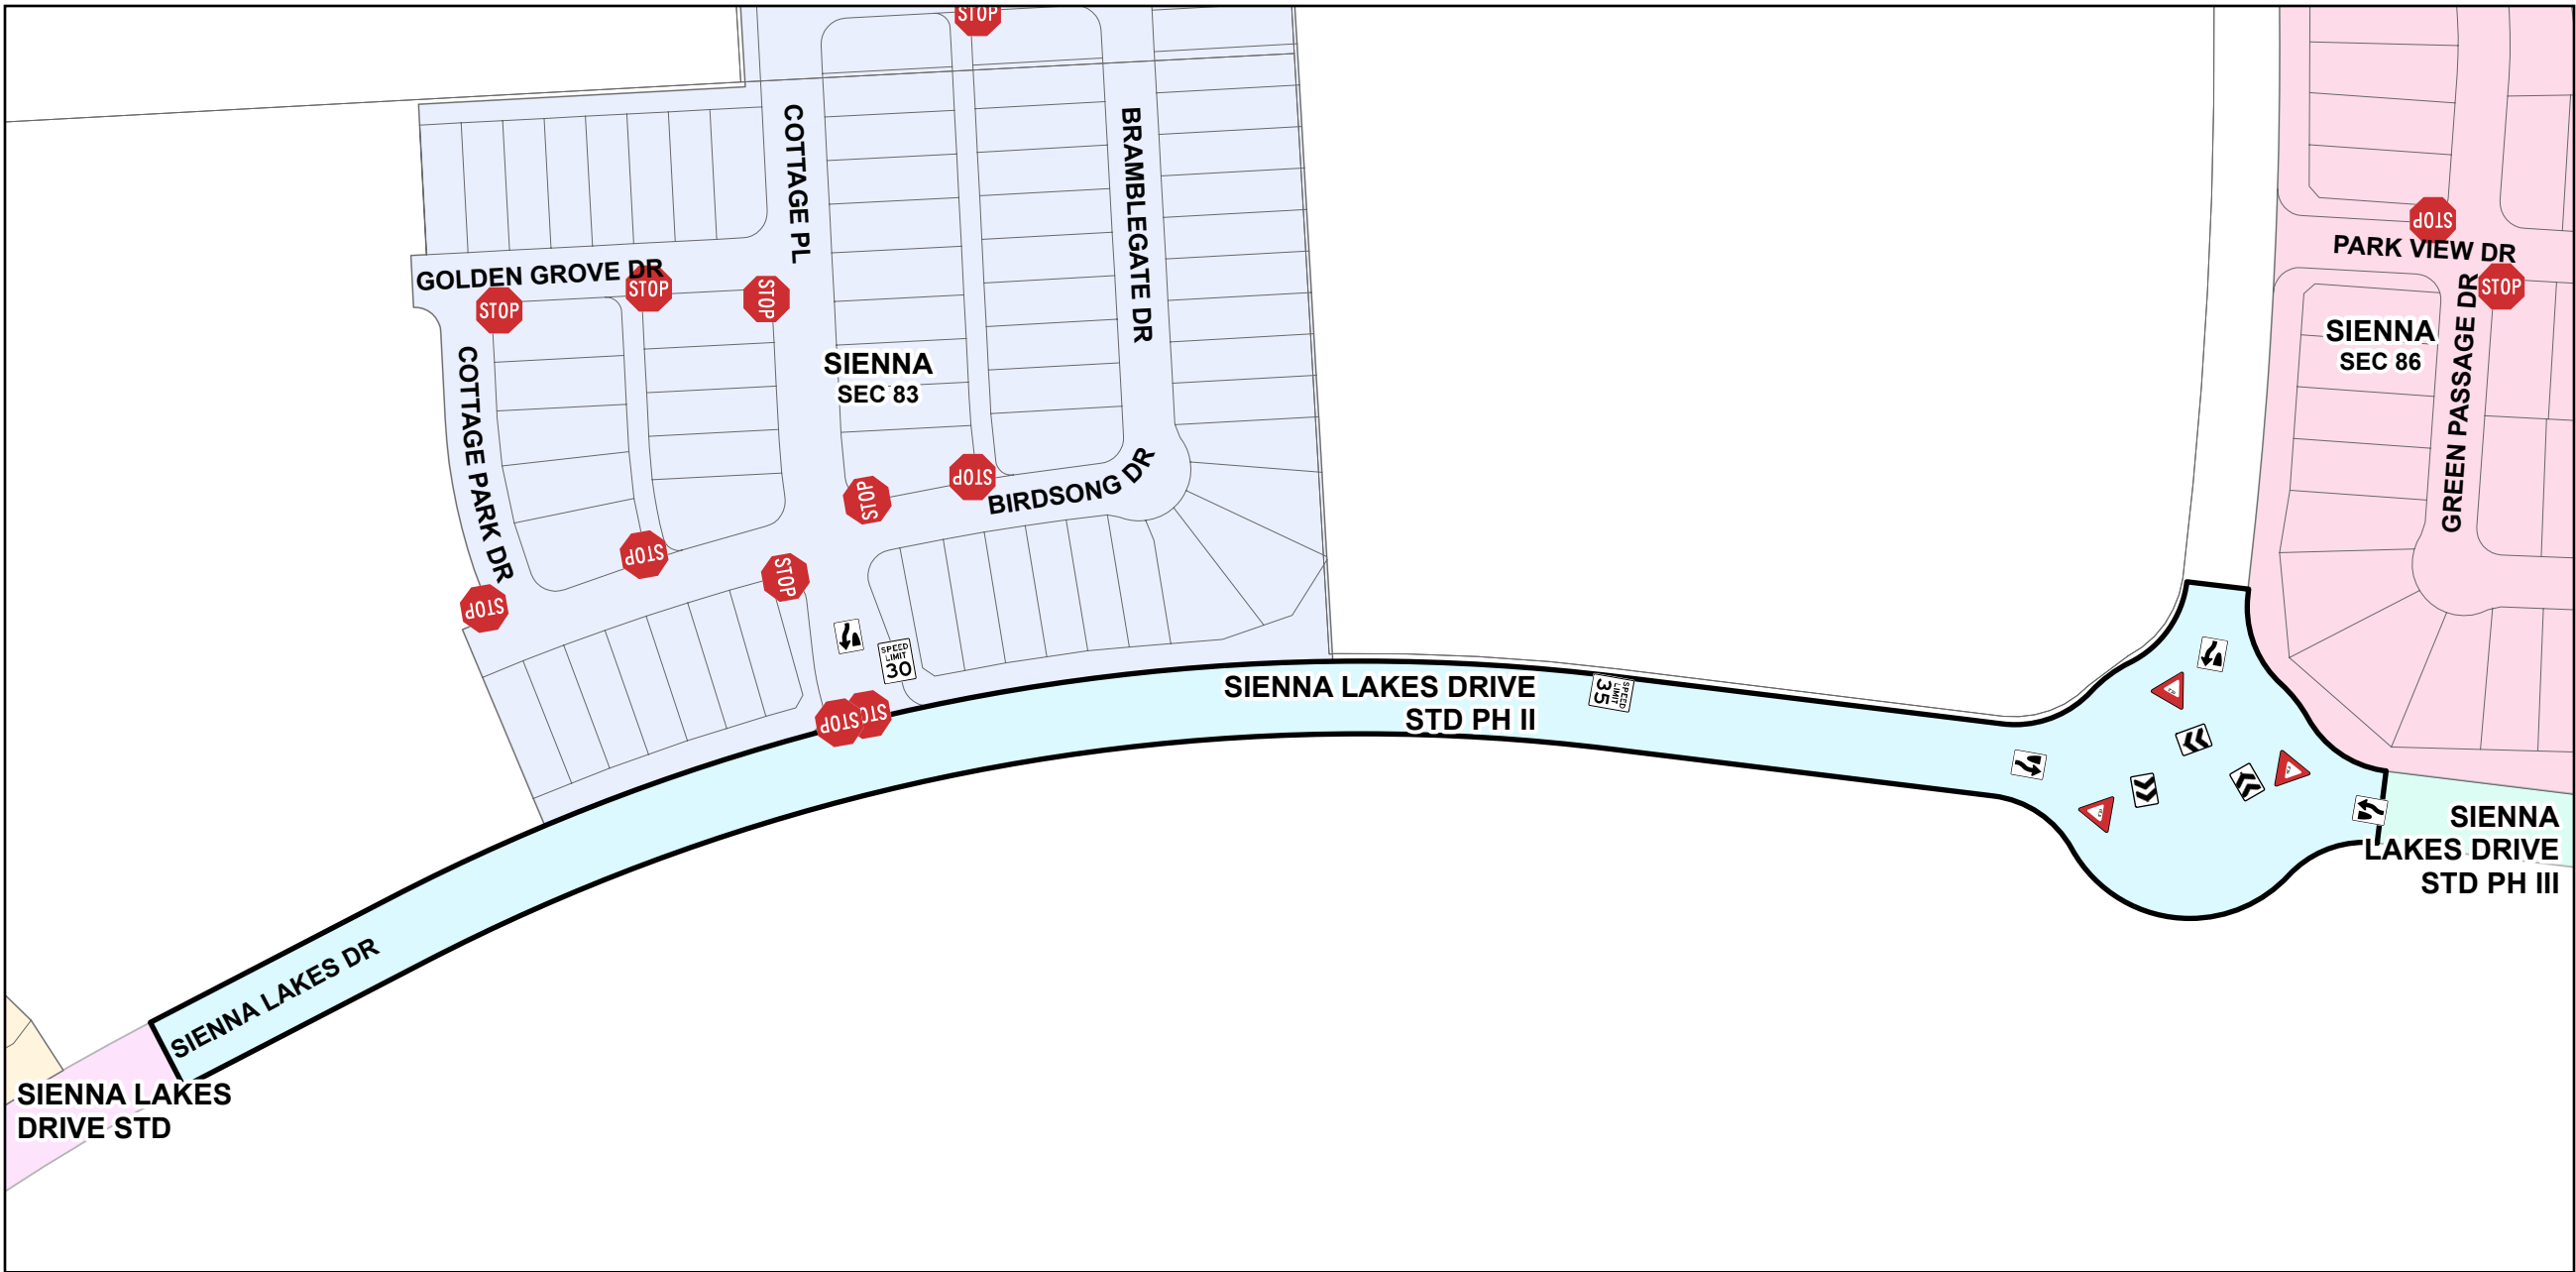 STOP
COTTAGE PL
BRAMBLEGATE DR
STOP
PARK VIEW DR
GOLDEN GROVE DR
STOP
STOP
STOP
STOP
COTTAGE PARK DR
SIENNA
SEC 83
SIENNA
SEC 86
GREEN PASSAGE DR
STOP
STOP
BIRDSONG DR
STOP
STOP
STOP
SPEED
LIMIT
30
STOP
STOP
SIENNA LAKES DRIVE
STD PH II
SPEED
LIMIT
35
SIENNA
LAKES DRIVE
STD PH III
SIENNA LAKES DR
SIENNA LAKES
DRIVE STD